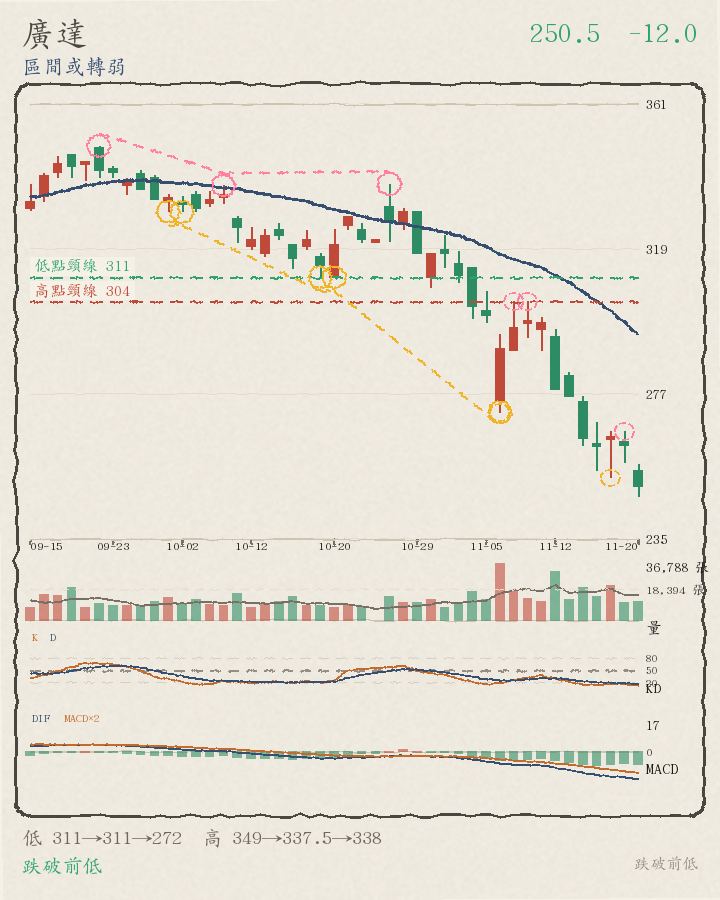 廣達 250.5 -12.0
區間或轉弱
361
319
低點頸線 311
高點頸線 304
277
235
09-15 09-23 10-02 10-12 10-20 10-29 11-05 11-12 11-20
36,788 張
18,394 張
量
K D
80
50
20
KD
DIF MACD×2
17
0
MACD
低 311→311→272 高 349→337.5→338
跌破前低 跌破前低